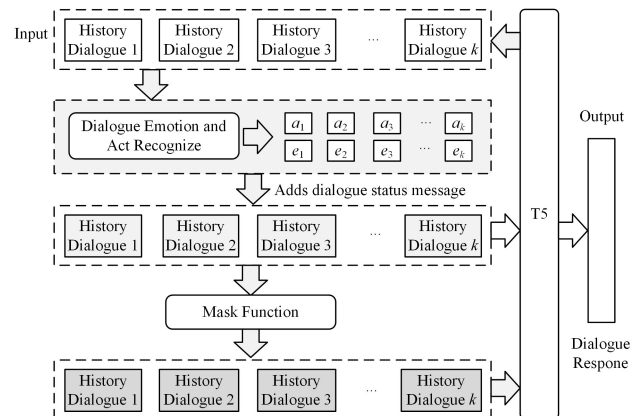 Input
History Dialogue 1
History Dialogue 2
History Dialogue 3
...
History Dialogue k
Dialogue Emotion and
Act Recognize
a1 a2 a3 ... ak
e1 e2 e3 ... ek
Adds dialogue status message
History Dialogue 1
History Dialogue 2
History Dialogue 3
...
History Dialogue k
Mask Function
History Dialogue 1
History Dialogue 2
History Dialogue 3
...
History Dialogue k
T5
Output
Dialogue
Respone